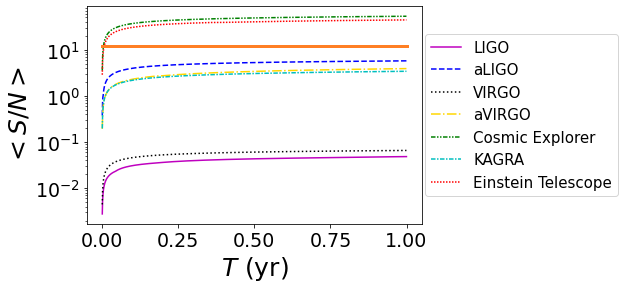 < S/N >
10¹
10⁰
10⁻¹
10⁻²
0.00 0.25 0.50 0.75 1.00
T (yr)
LIGO
aLIGO
VIRGO
aVIRGO
Cosmic Explorer
KAGRA
Einstein Telescope